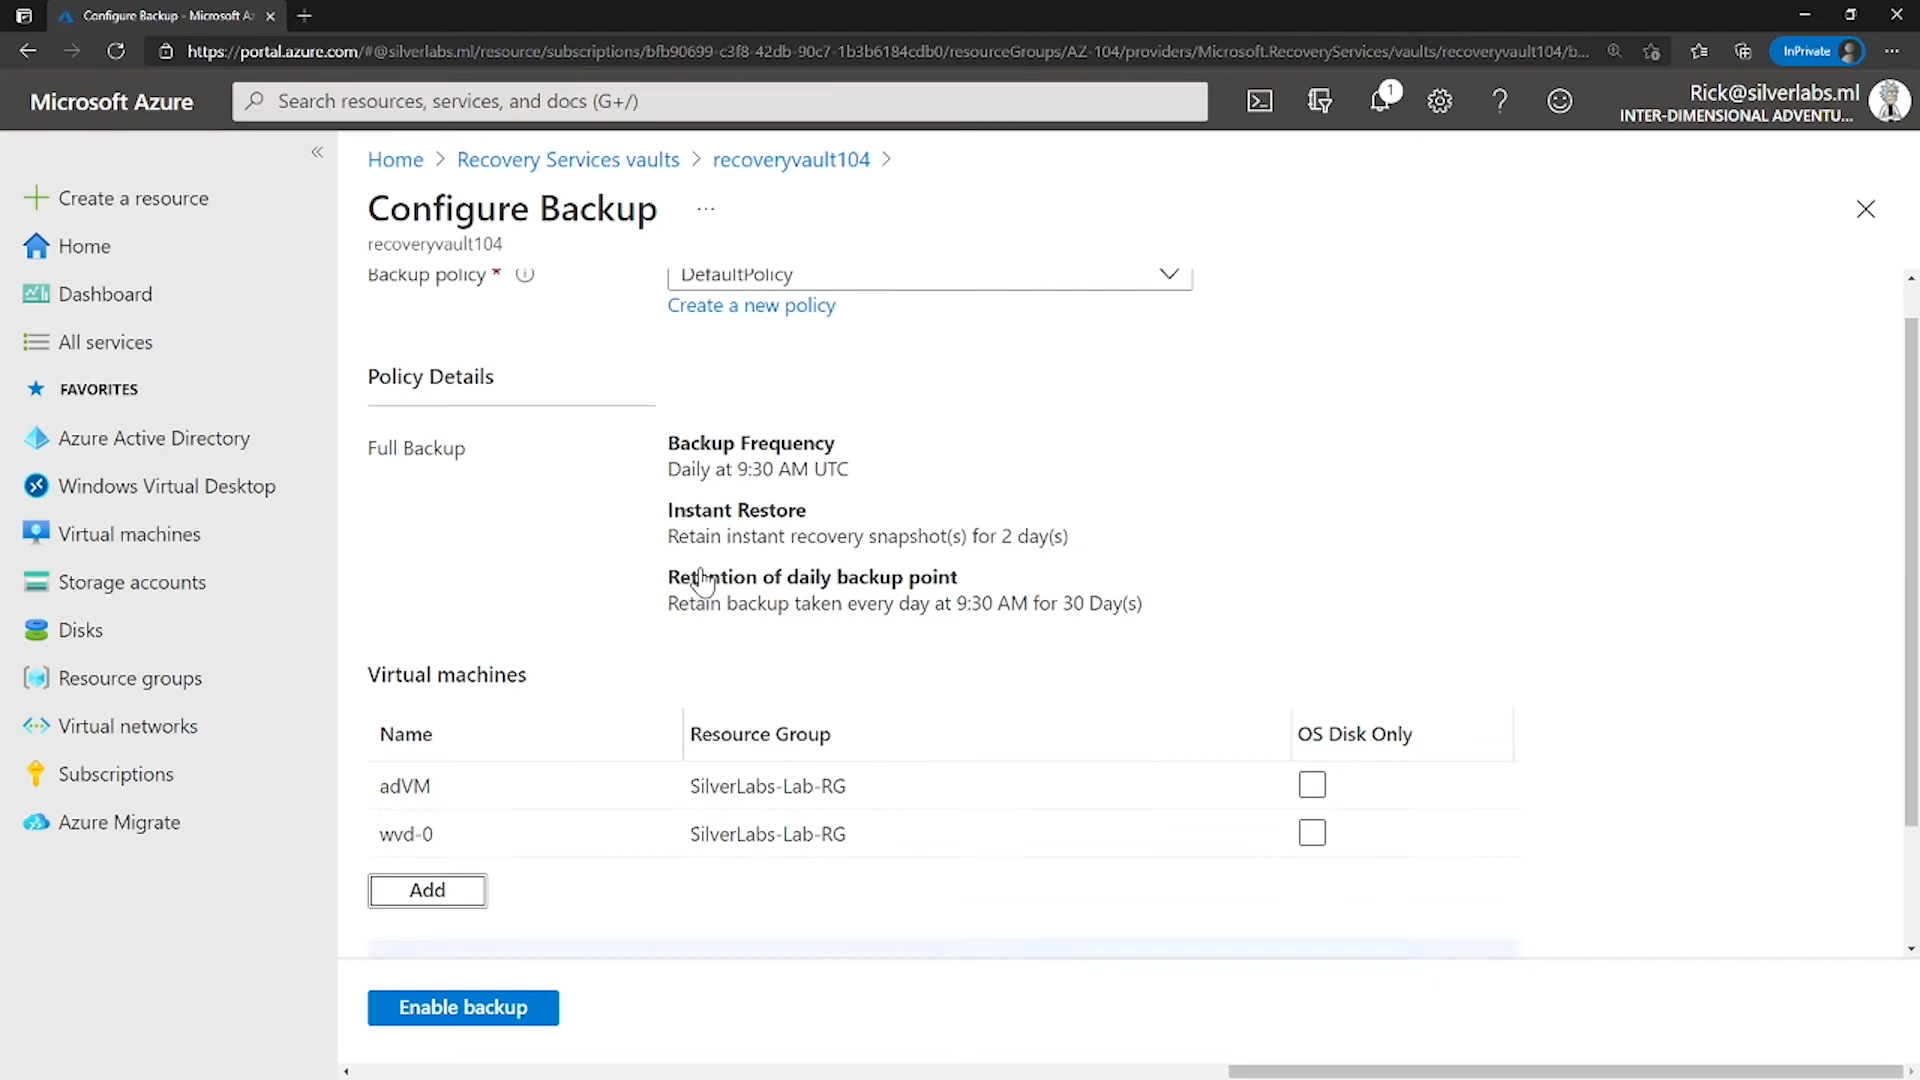 Configure Backup - Microsoft Az
https://portal.azure.com/#@silverlabs.ml/resource/subscriptions/bfb90699-c3f8-42db-90c7-1b3b6184cdb0/resourceGroups/AZ-104/providers/Microsoft.RecoveryServices/vaults/recoveryvault104/b...
InPrivate
Microsoft Azure
Search resources, services, and docs (G+/)
1
Rick@silverlabs.ml
INTER-DIMENSIONAL ADVENTU...
Create a resource
Home
Dashboard
All services
FAVORITES
Azure Active Directory
Windows Virtual Desktop
Virtual machines
Storage accounts
Disks
Resource groups
Virtual networks
Subscriptions
Azure Migrate
Home > Recovery Services vaults > recoveryvault104 >
Configure Backup ...
recoveryvault104
Backup policy *
DefaultPolicy
Create a new policy
Policy Details
Full Backup
Backup Frequency
Daily at 9:30 AM UTC
Instant Restore
Retain instant recovery snapshot(s) for 2 day(s)
Retention of daily backup point
Retain backup taken every day at 9:30 AM for 30 Day(s)
Virtual machines
Name Resource Group OS Disk Only
adVM SilverLabs-Lab-RG
wvd-0 SilverLabs-Lab-RG
Add
Enable backup